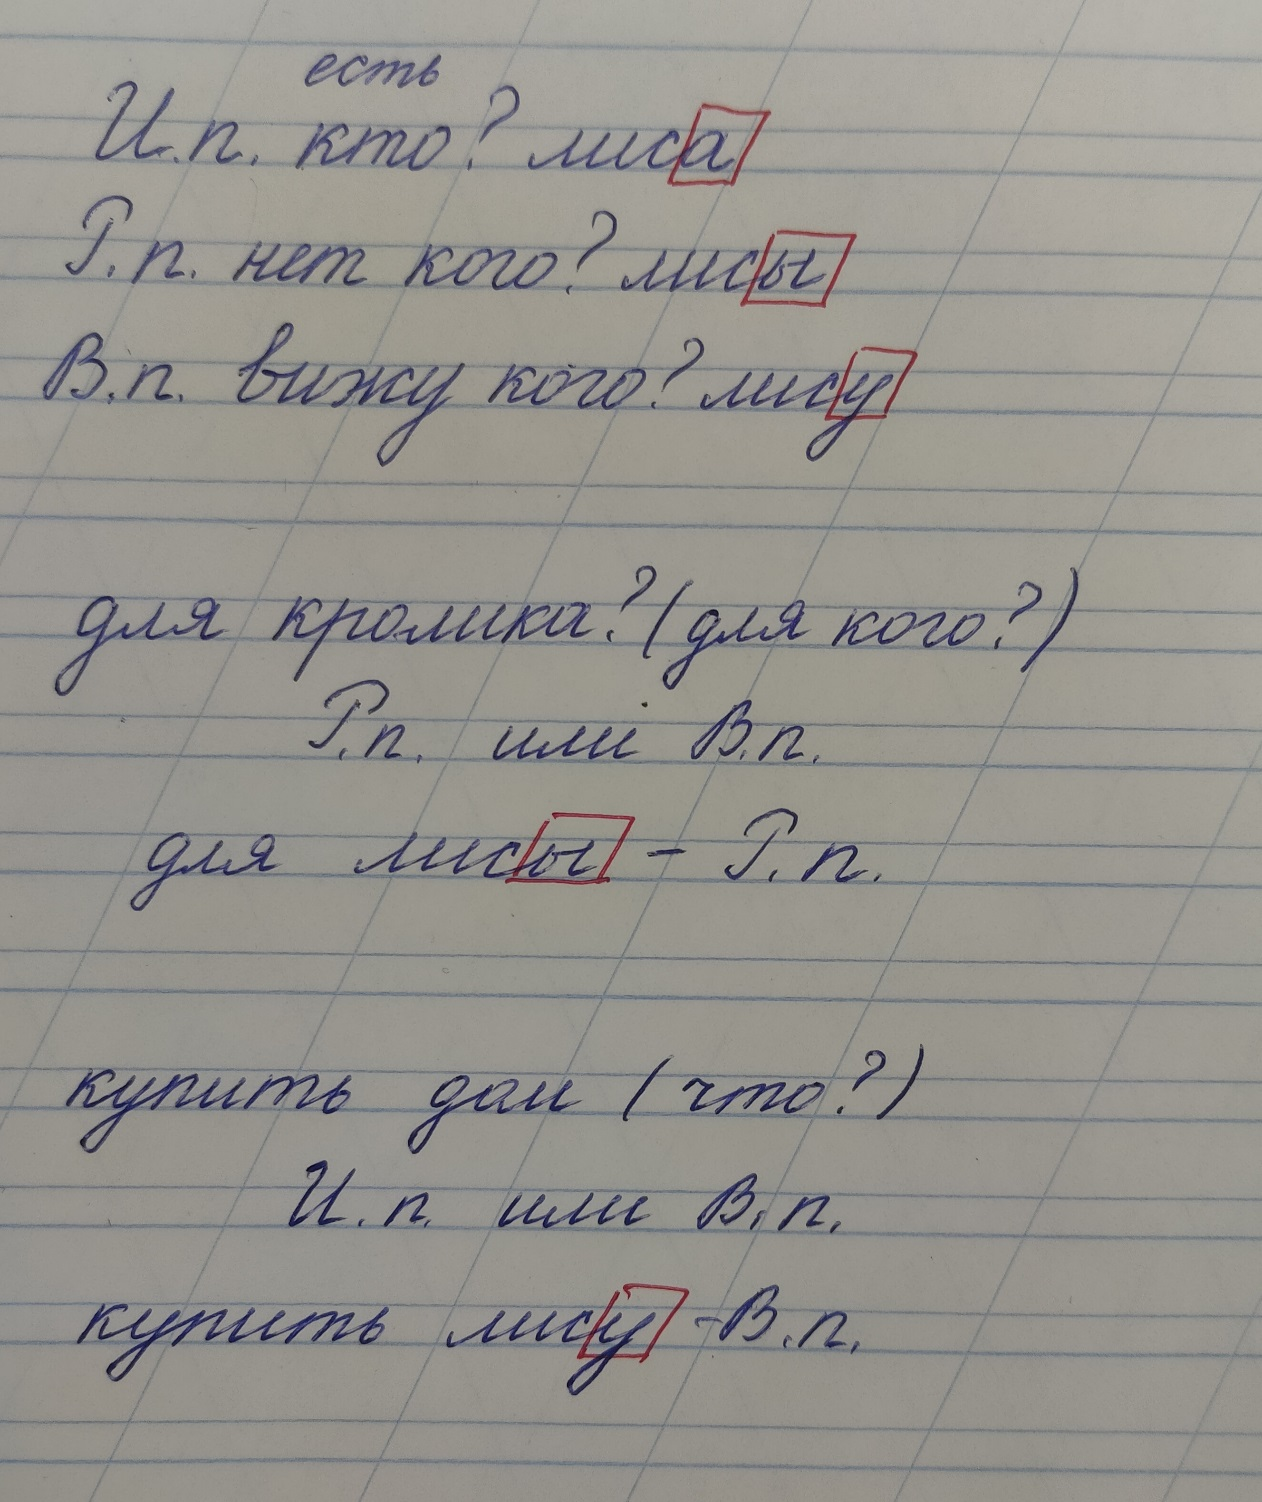 есть
И.п. кто? лиса
Р.п. нет кого? лисы
В.п. вижу кого? лису
для кролика? (для кого?)
Р.п. или В.п.
для лисы - Р.п.
купить дом (что?)
И.п. или В.п.
купить лису - В.п.